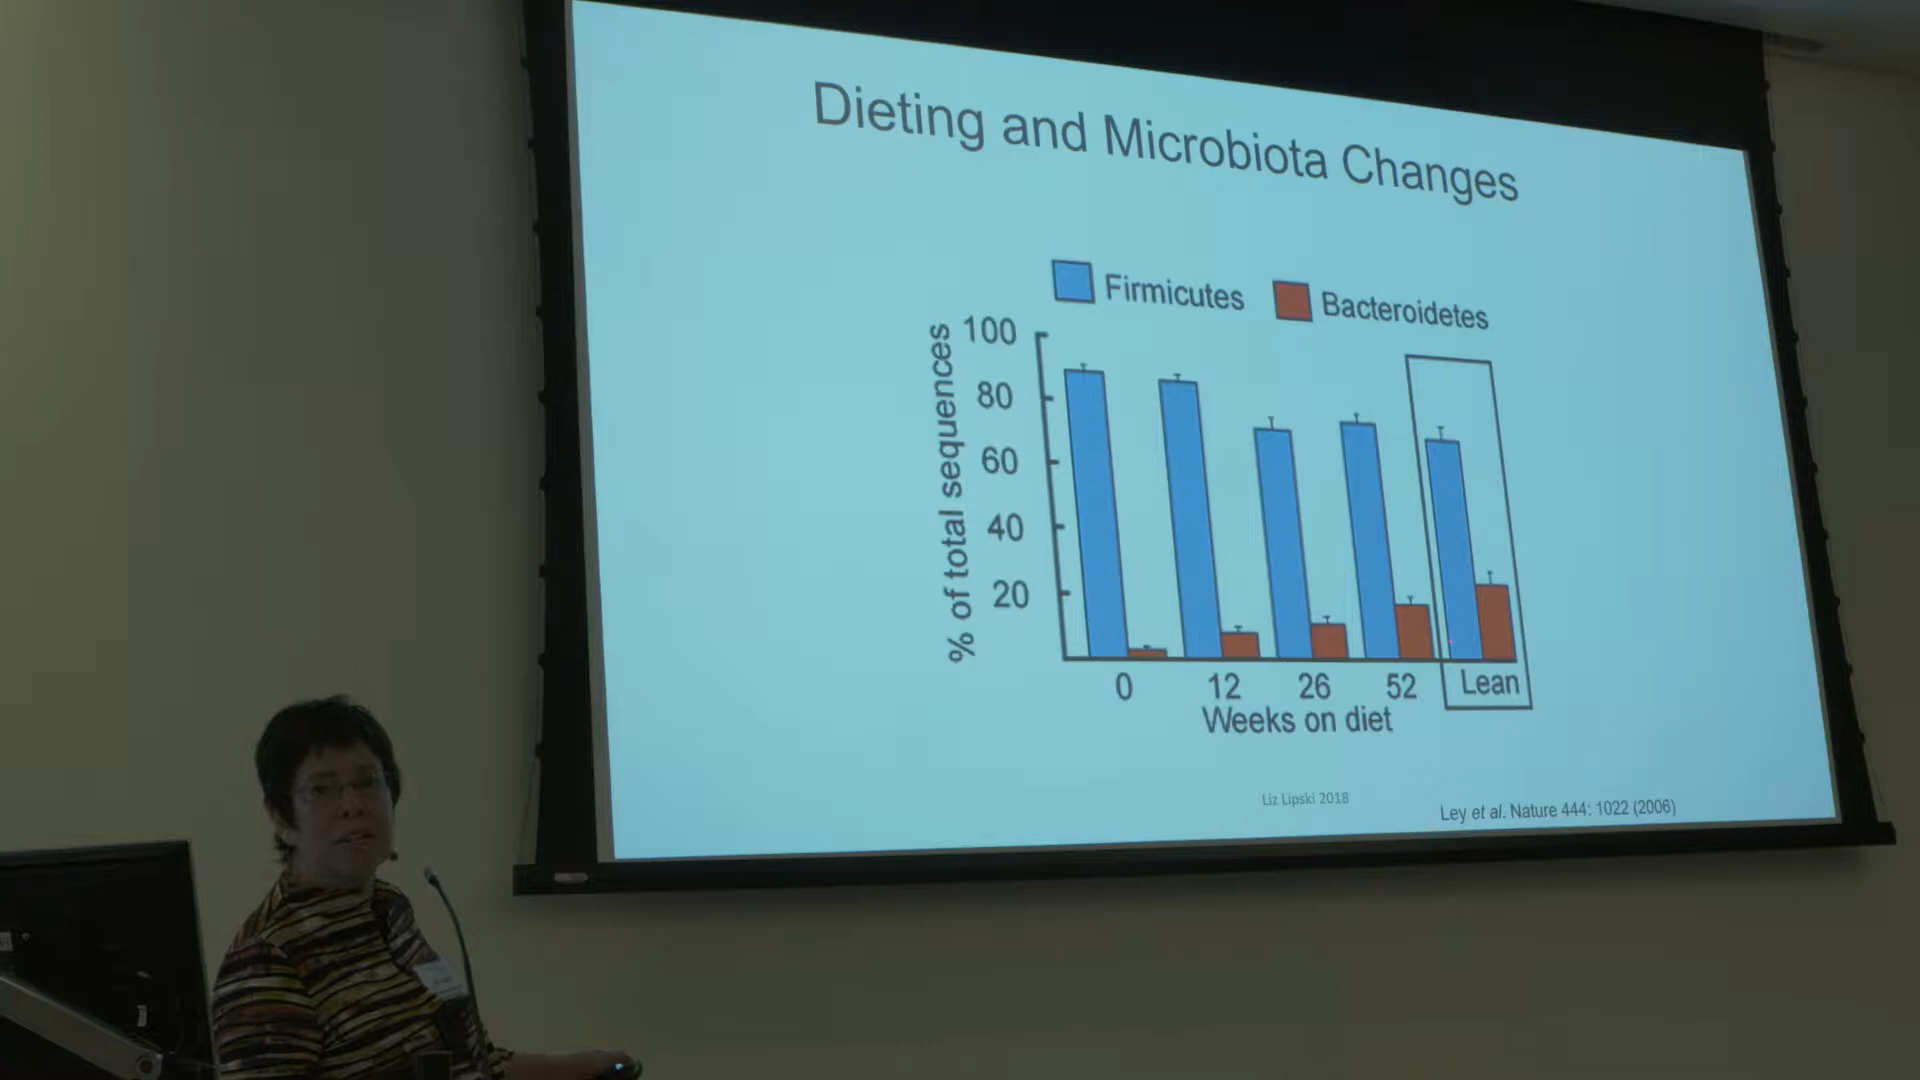 Dieting and Microbiota Changes
Firmicutes
Bacteroidetes
% of total sequences
100
80
60
40
20
0 12 26 52 Lean
Weeks on diet
Liz Lipski 2018
Ley et al. Nature 444: 1022 (2006)